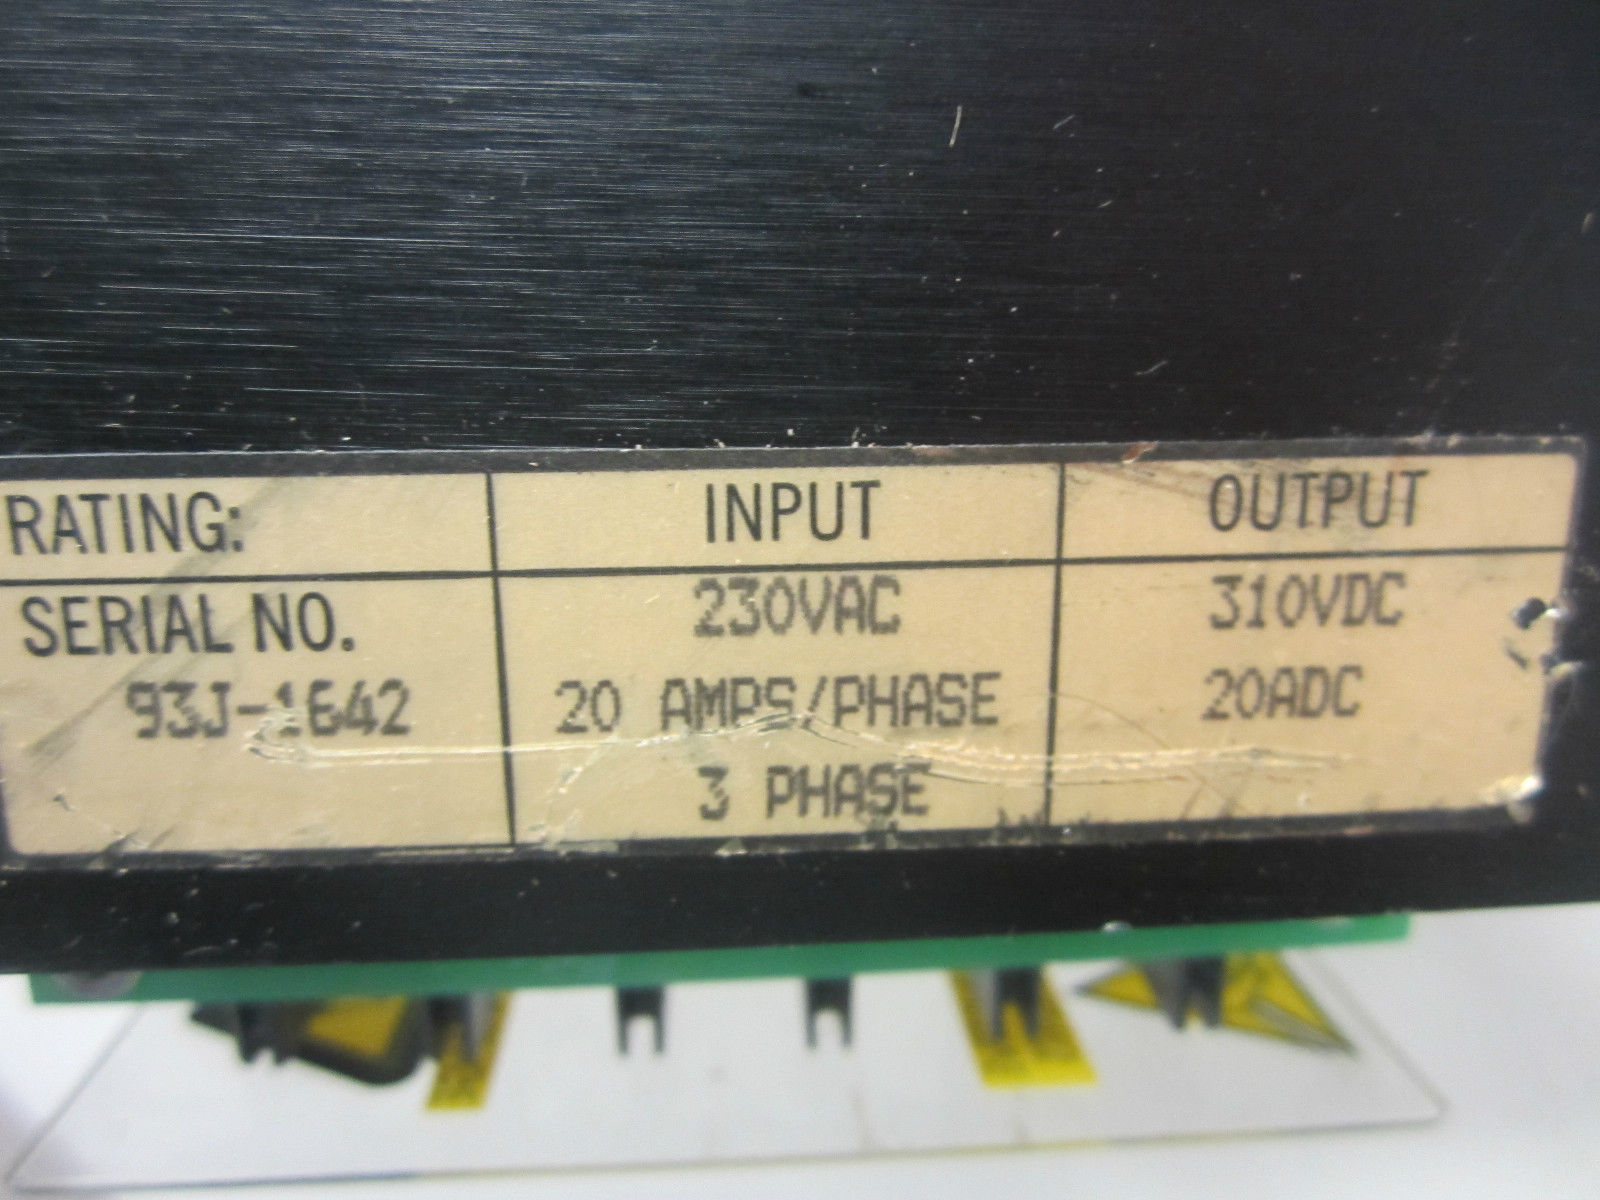 RATING: INPUT OUTPUT
SERIAL NO. 230VAC 310VDC
93J-1642 20 AMPS/PHASE 20ADC
3 PHASE